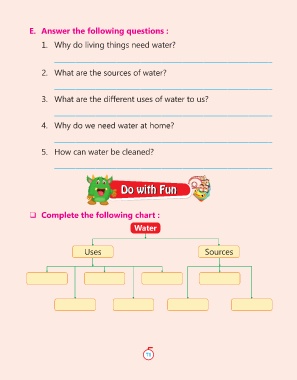 E. Answer the following questions :
1. Why do living things need water?
2. What are the sources of water?
3. What are the different uses of water to us?
4. Why do we need water at home?
5. How can water be cleaned?
Do with Fun
❑ Complete the following chart :
Water
Uses Sources